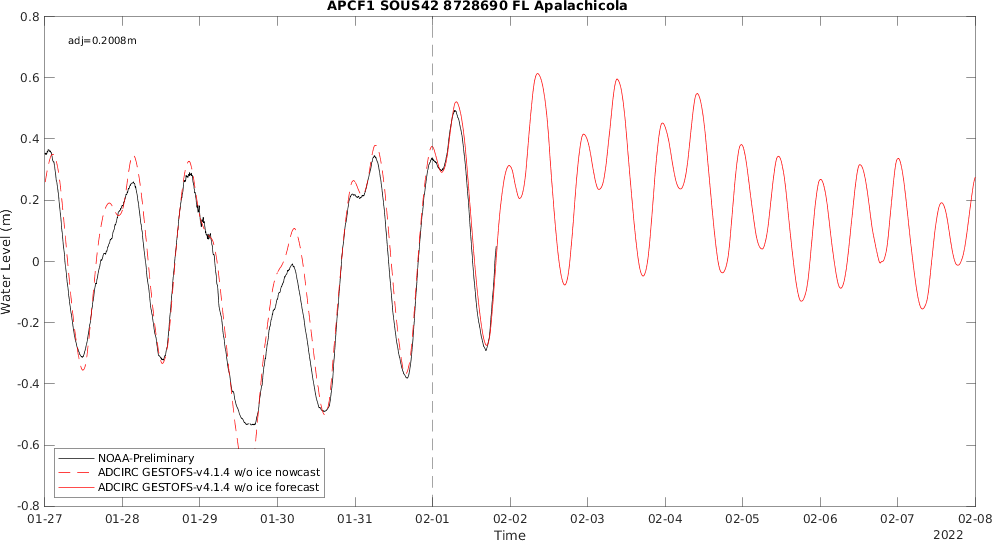 APCF1 SOUS42 8728690 FL Apalachicola
adj=0.2008m
0.8
0.6
0.4
0.2
0
-0.2
-0.4
-0.6
-0.8
Water Level (m)
NOAA-Preliminary
ADCIRC GESTOFS-v4.1.4 w/o ice nowcast
ADCIRC GESTOFS-v4.1.4 w/o ice forecast
01-27 01-28 01-29 01-30 01-31 02-01 02-02 02-03 02-04 02-05 02-06 02-07 02-08
Time
2022